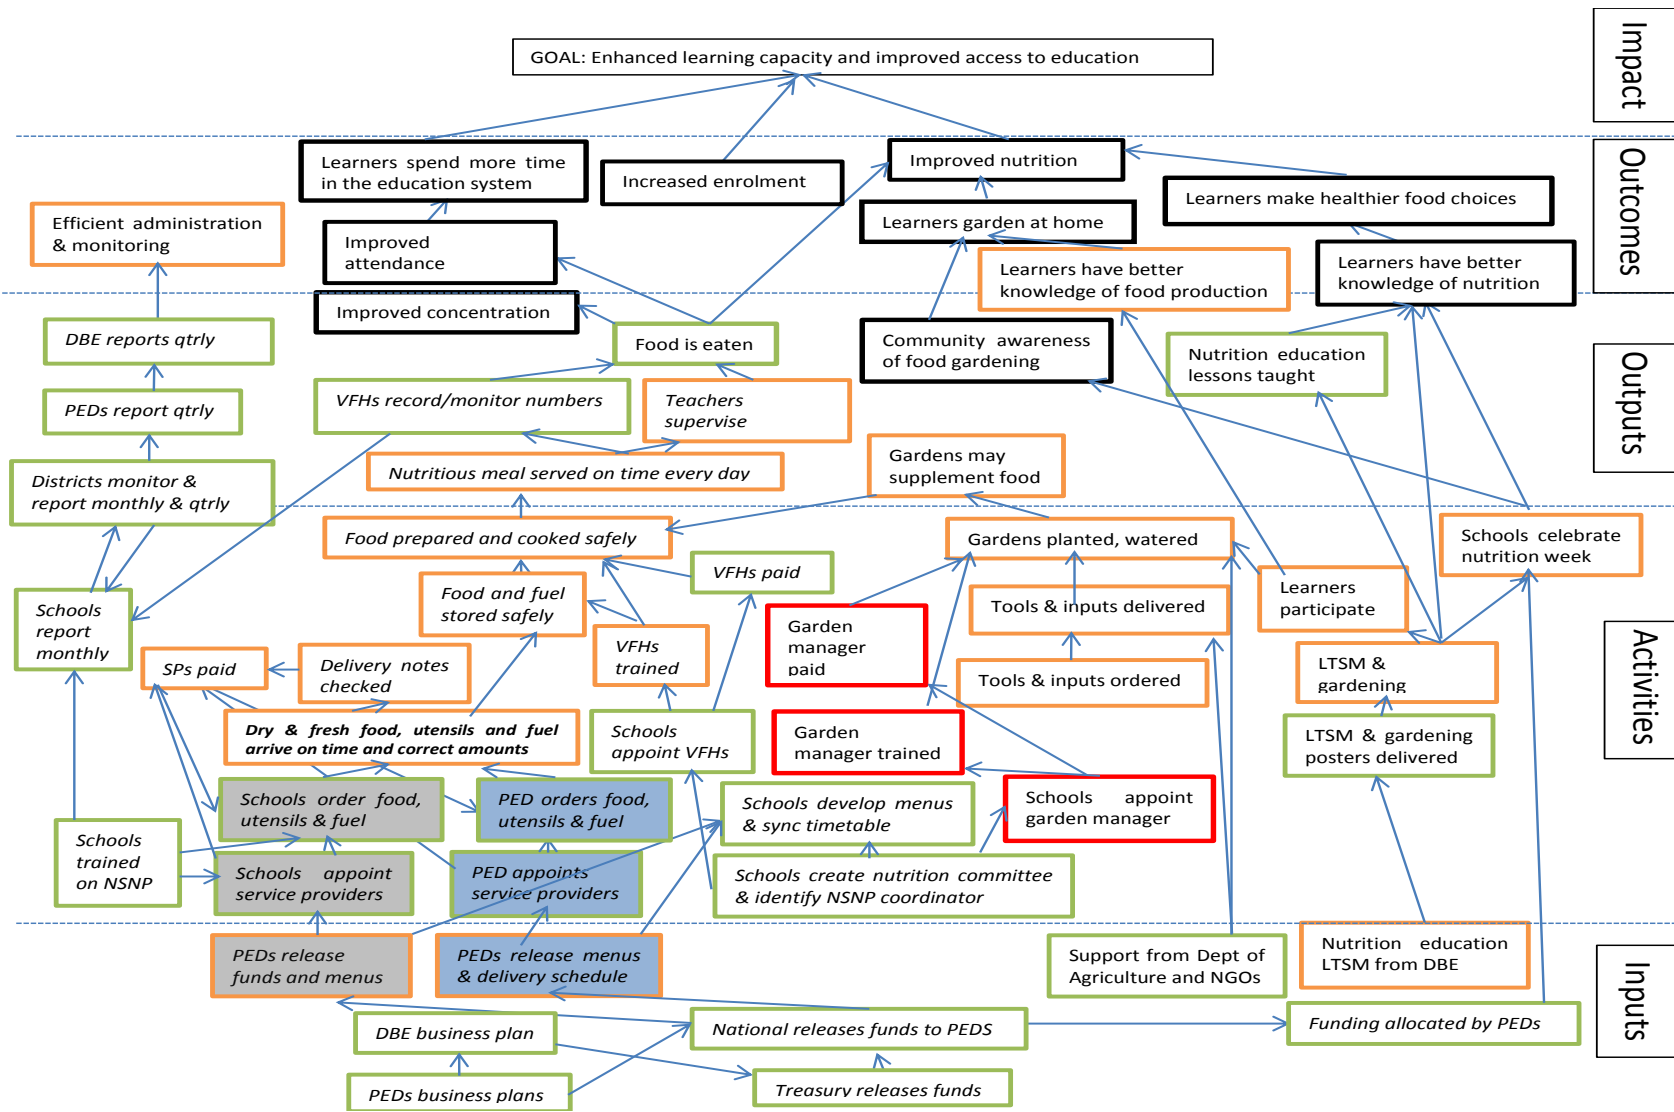 Impact
GOAL: Enhanced learning capacity and improved access to education
Outcomes
Learners spend more time
in the education system
Increased enrolment
Improved nutrition
Learners make healthier food choices
Efficient administration
& monitoring
Improved
attendance
Learners garden at home
Learners have better
knowledge of food production
Learners have better
knowledge of nutrition
Improved concentration
Outputs
DBE reports qtrly
Food is eaten
Community awareness
of food gardening
Nutrition education
lessons taught
PEDs report qtrly
VFHs record/monitor numbers
Teachers
supervise
Nutritious meal served on time every day
Gardens may
supplement food
Districts monitor &
report monthly & qtrly
Activities
Food prepared and cooked safely
Gardens planted, watered
Schools celebrate
nutrition week
VFHs paid
Food and fuel
stored safely
Tools & inputs delivered
Learners
participate
Schools
report
monthly
Garden
manager
paid
VFHs
trained
SPs paid
Delivery notes
checked
Tools & inputs ordered
LTSM &
gardening
Dry & fresh food, utensils and fuel
arrive on time and correct amounts
Schools
appoint VFHs
Garden
manager trained
LTSM & gardening
posters delivered
Schools order food,
utensils & fuel
PED orders food,
utensils & fuel
Schools develop menus
& sync timetable
Schools appoint
garden manager
Schools
trained
on NSNP
Schools appoint
service providers
PED appoints
service providers
Schools create nutrition committee
& identify NSNP coordinator
Inputs
PEDs release
funds and menus
PEDs release menus
& delivery schedule
Support from Dept of
Agriculture and NGOs
Nutrition education
LTSM from DBE
DBE business plan
National releases funds to PEDS
Funding allocated by PEDs
PEDs business plans
Treasury releases funds